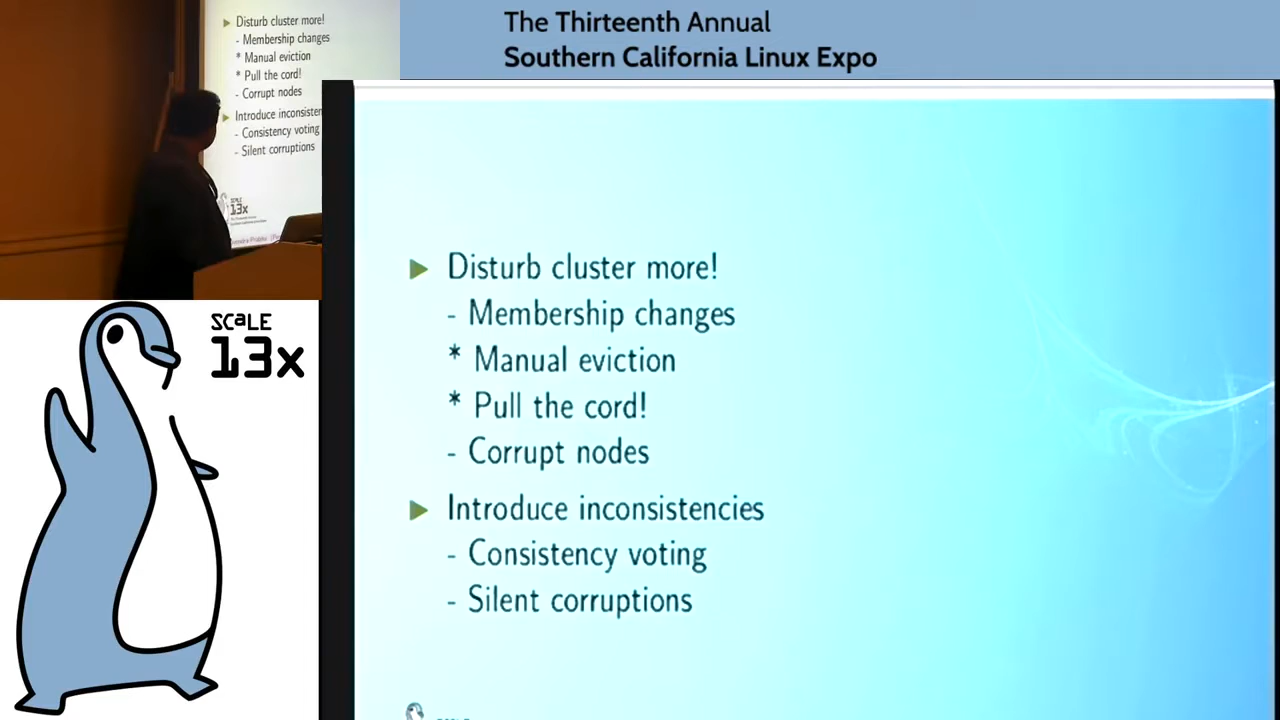 The Thirteenth Annual
Southern California Linux Expo
Disturb cluster more!
- Membership changes
* Manual eviction
* Pull the cord!
- Corrupt nodes
Introduce inconsisten
- Consistency voting
- Silent corruptions
SCALE
13x
SCaLE
13x
Disturb cluster more!
- Membership changes
* Manual eviction
* Pull the cord!
- Corrupt nodes
Introduce inconsistencies
- Consistency voting
- Silent corruptions